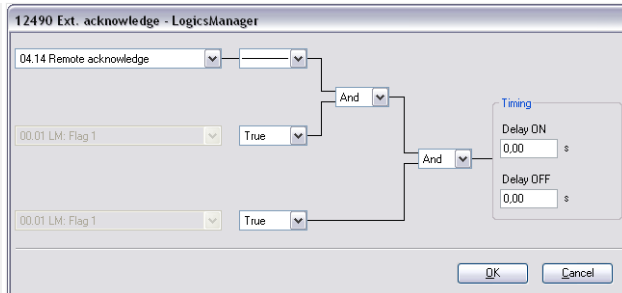 12490 Ext. acknowledge - LogicsManager
04.14 Remote acknowledge
And
Timing
Delay ON
0,00 s
00.01 LM: Flag 1 True
And
Delay OFF
0,00 s
00.01 LM: Flag 1 True
OK Cancel